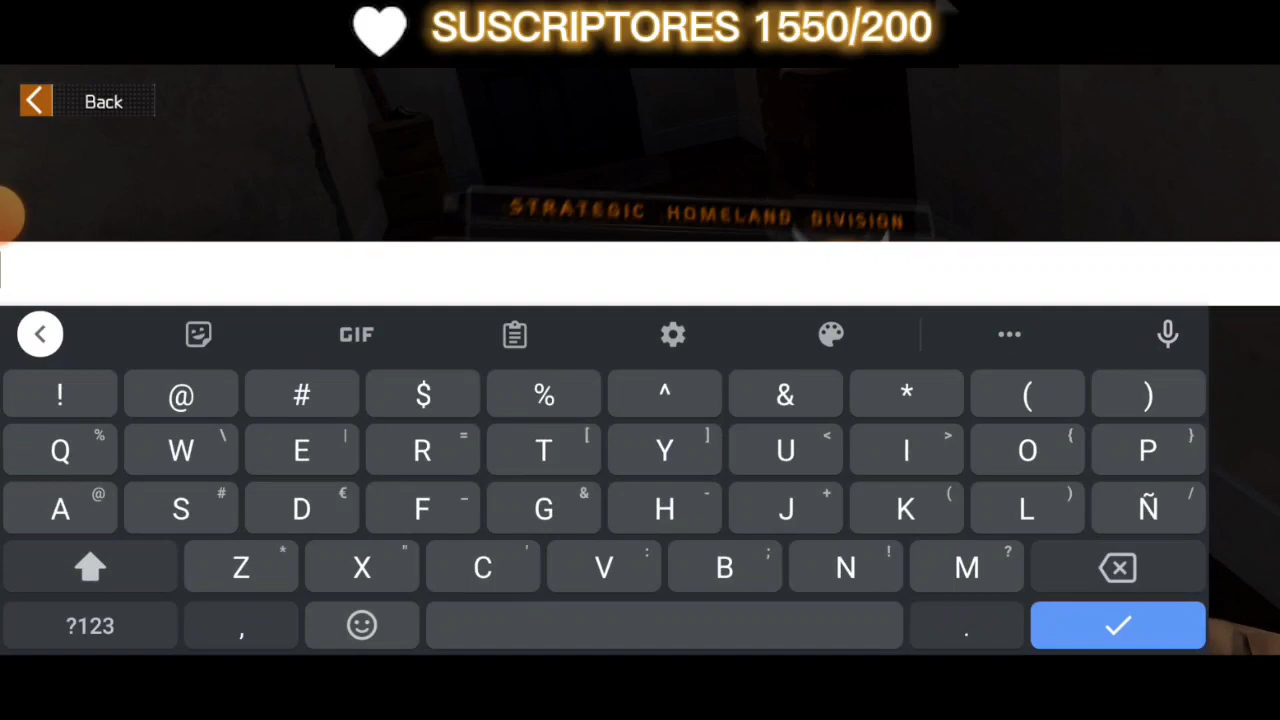 SUSCRIPTORES 1550/200
Back
STRATEGIC HOMELAND DIVISION
GIF
! @ # $ % ^ & * ( )
Q % W \ E | R = T [ Y ] U < I > O { P }
A @ S # D € F _ G & H - J + K ( L ) Ñ /
Z * X " C ' V : B ; N ! M ?
?123 , .